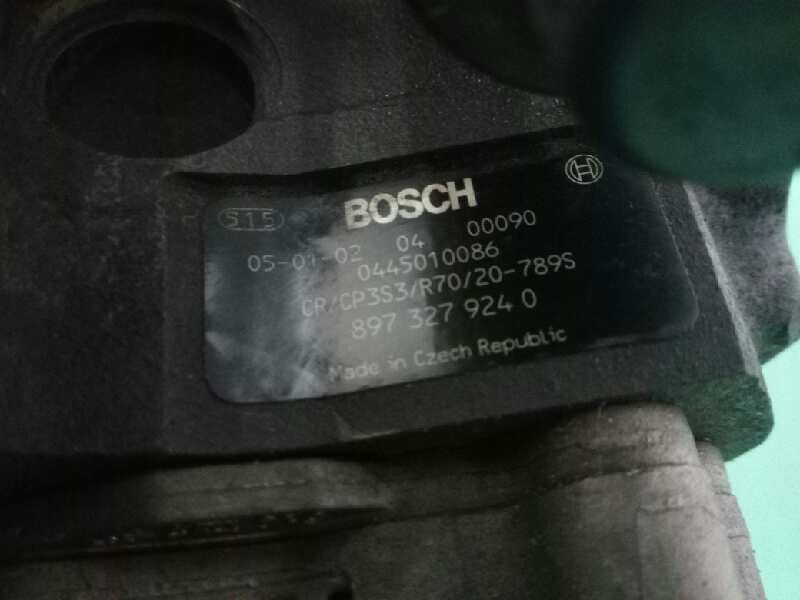 BOSCH
S15
05-01-02 04 00090
0445010086
CR/CP3S3/R70/20-789S
897 327 924 0
Made in Czech Republic